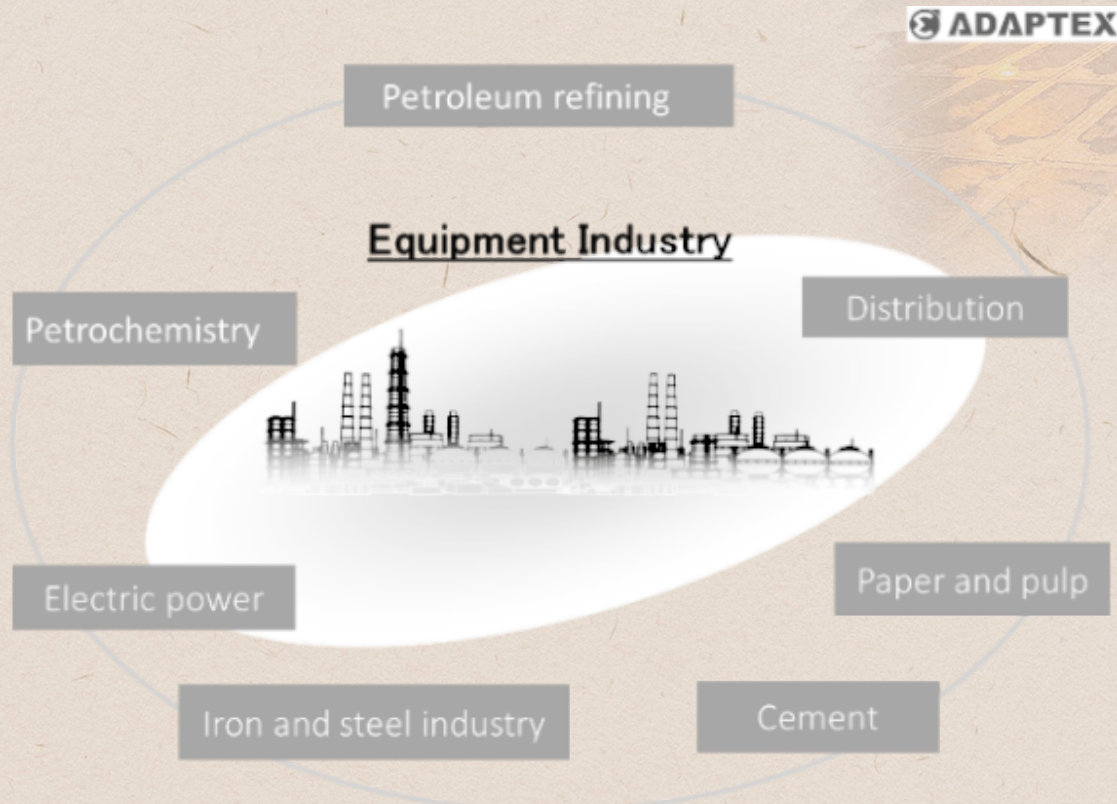 ADAPTEX
Petroleum refining
Equipment Industry
Distribution
Petrochemistry
Paper and pulp
Electric power
Iron and steel industry
Cement